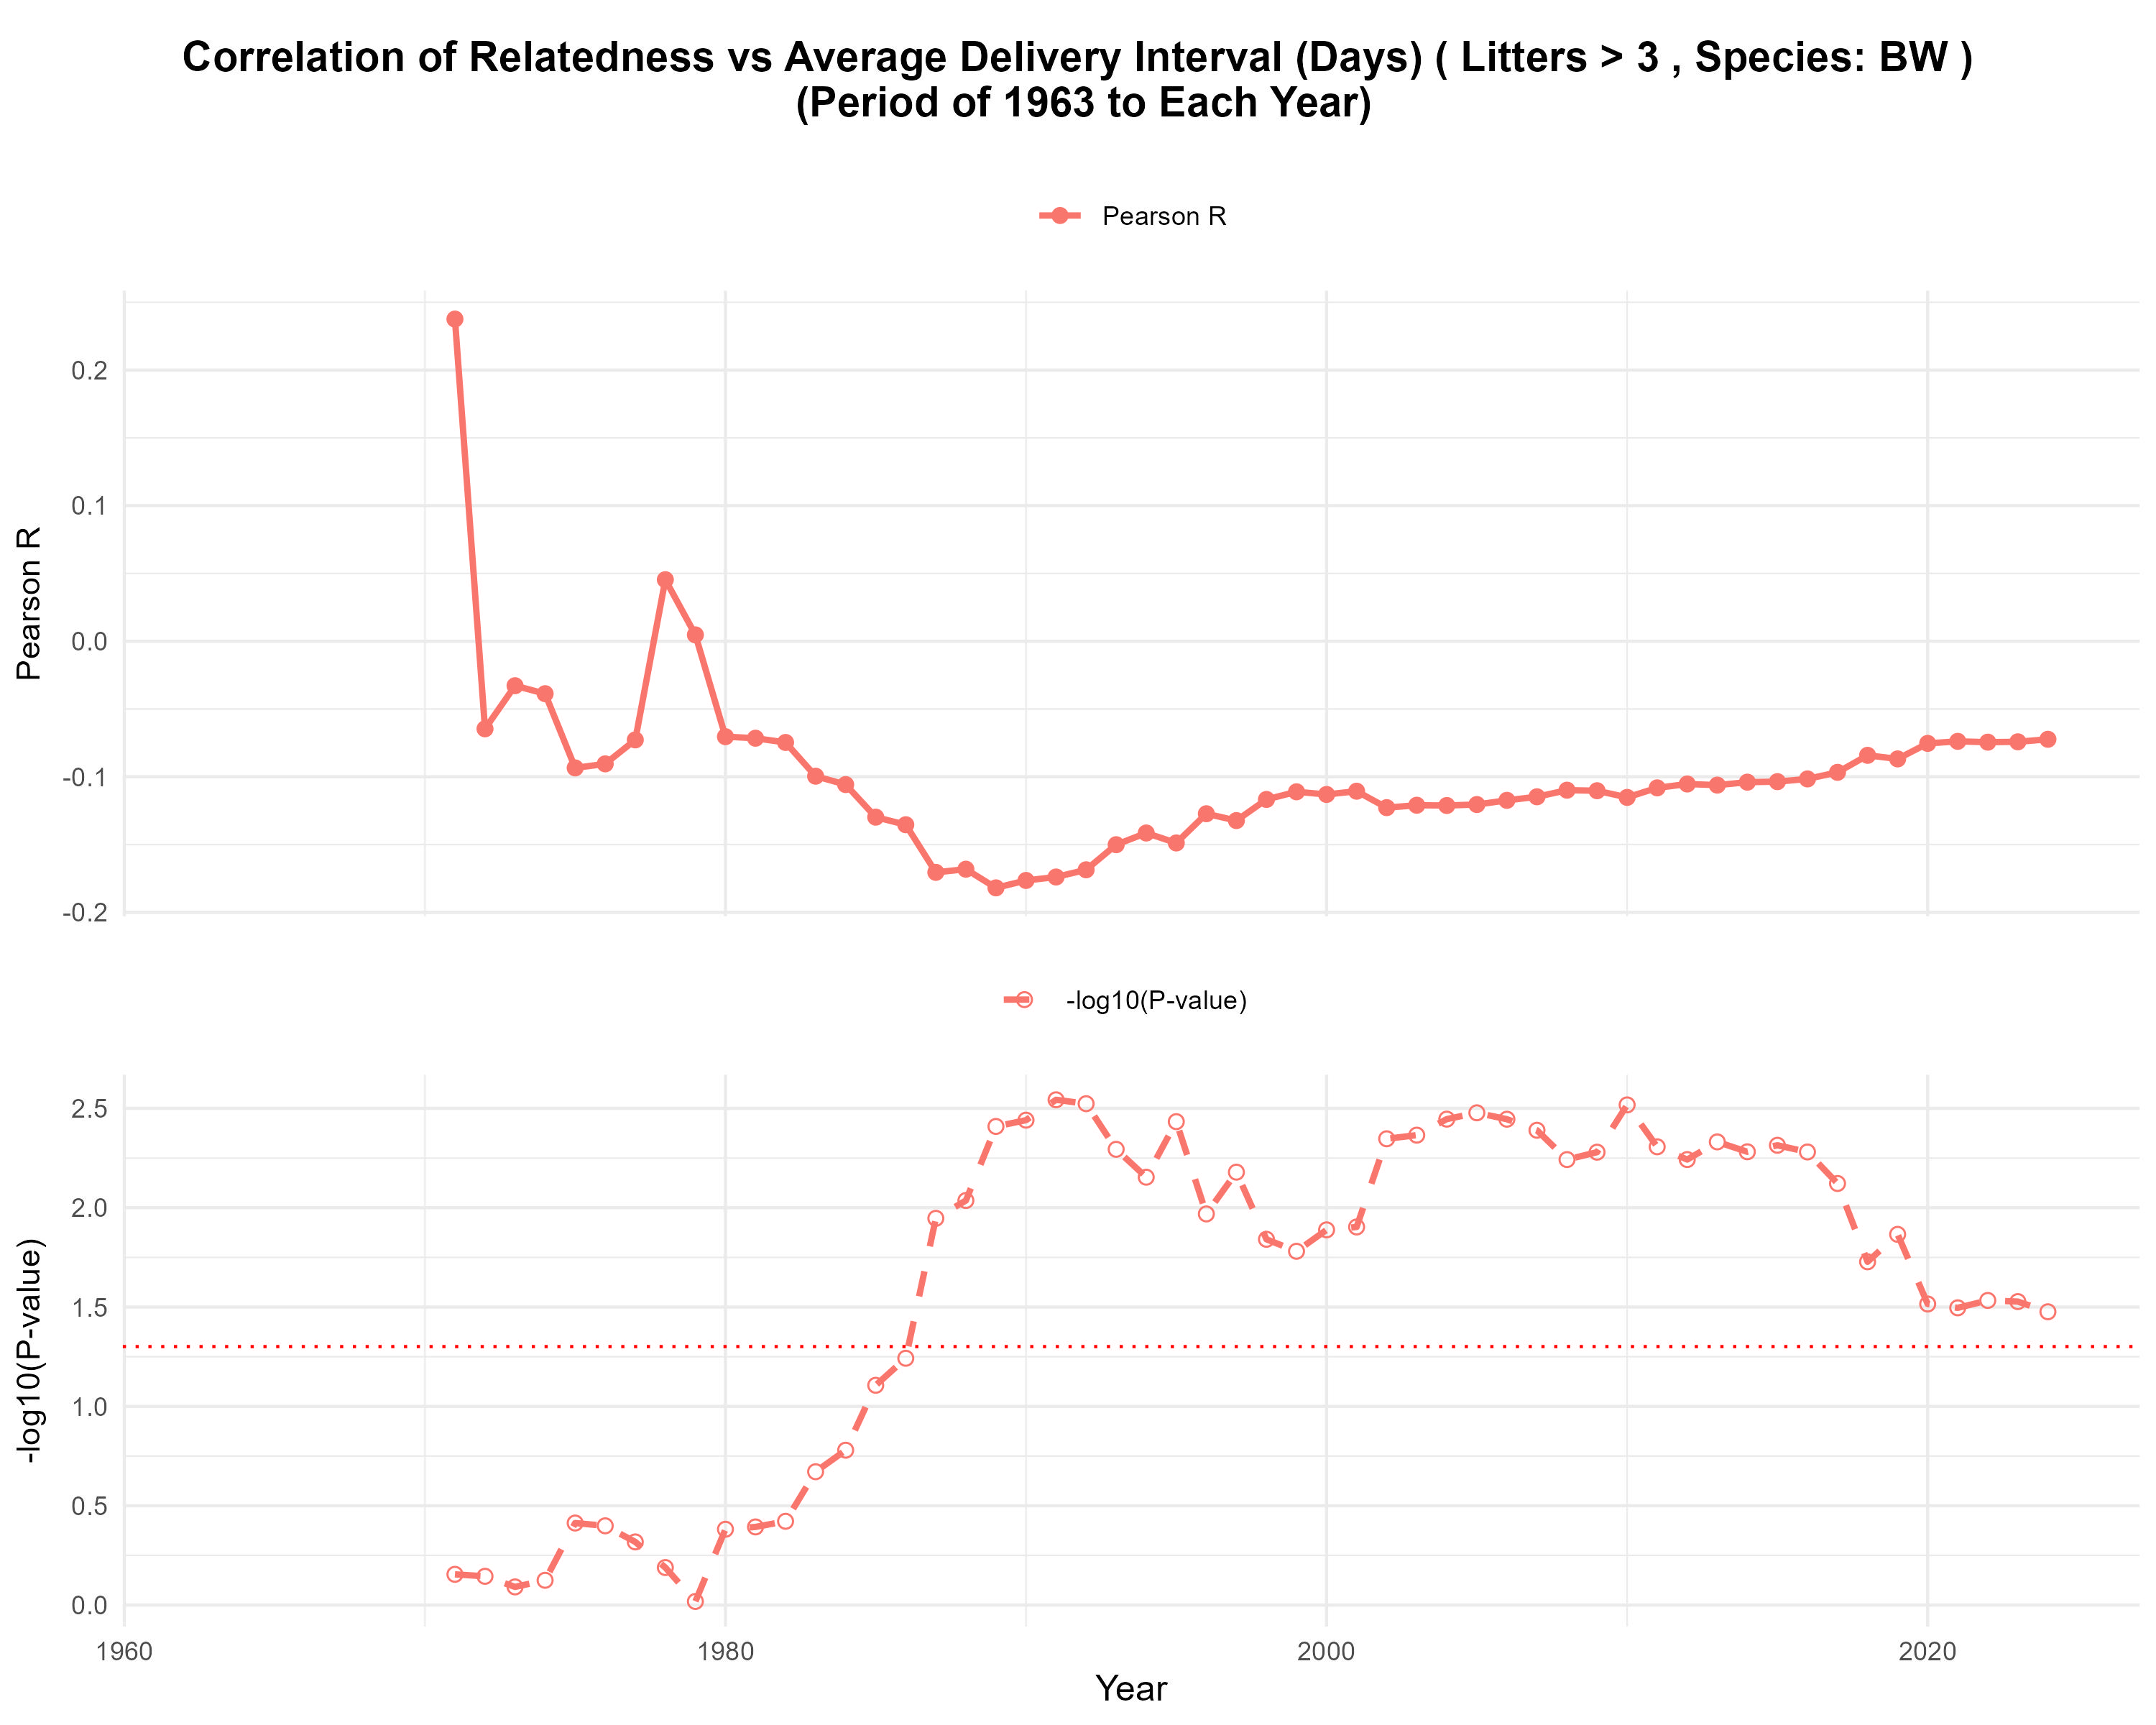 Correlation of Relatedness vs Average Delivery Interval (Days) ( Litters > 3 , Species: BW )
(Period of 1963 to Each Year)
Pearson R
Pearson R
0.2
0.1
0.0
-0.1
-0.2
-log10(P-value)
-log10(P-value)
2.5
2.0
1.5
1.0
0.5
0.0
1960
1980
2000
2020
Year